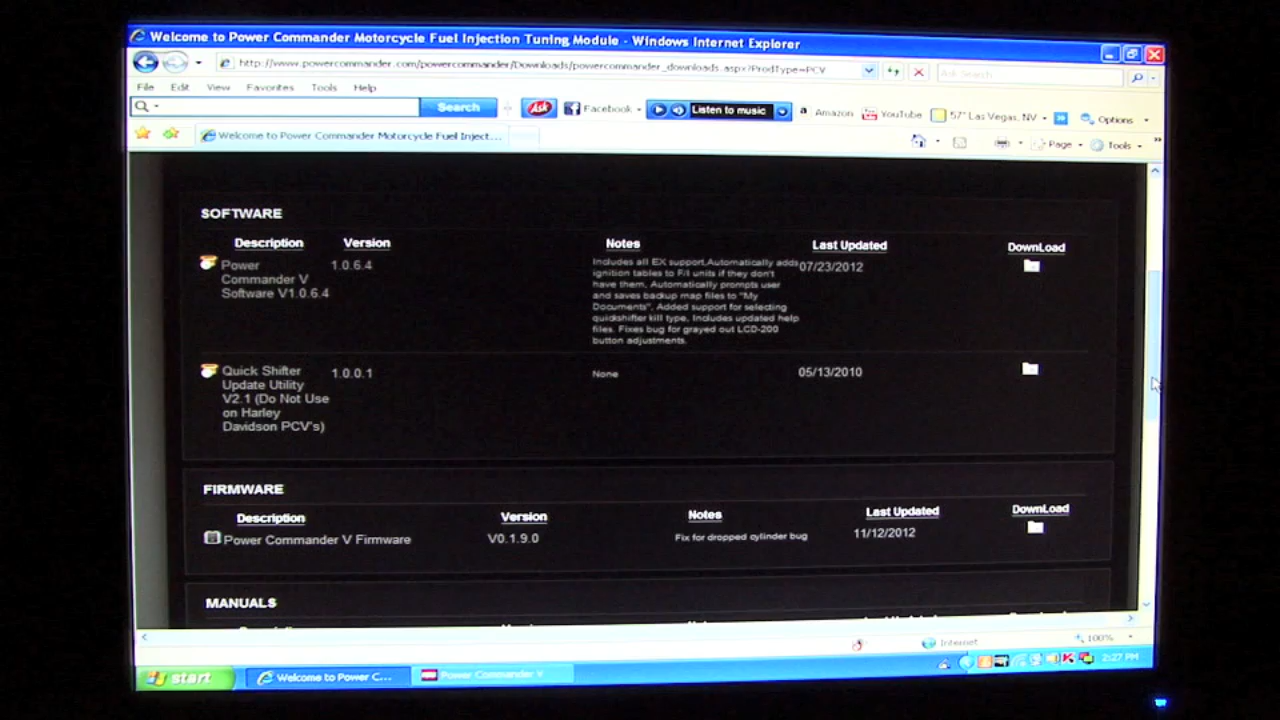 Welcome to Power Commander Motorcycle Fuel Injection Tuning Module - Windows Internet Explorer
http://www.powercommander.com/powercommander/Downloads/powercommander_downloads.aspx?ProdType=PCV
Ask Search
File Edit View Favorites Tools Help
Search Ask Facebook Listen to music a Amazon YouTube 57° Las Vegas, NV Options
Welcome to Power Commander Motorcycle Fuel Inject...
Page Tools
SOFTWARE
Description Version Notes Last Updated DownLoad
Power Commander V Software V1.0.6.4
1.0.6.4
Includes all EX support,Automatically adds
ignition tables to F/I units if they don't
have them, Automatically prompts user
and saves backup map files to "My
Documents", Added support for selecting
quickshifter kill type, Includes updated help
files. Fixes bug for grayed out LCD-200
button adjustments.
07/23/2012
Quick Shifter
Update Utility
V2.1 (Do Not Use
on Harley
Davidson PCV's)
1.0.0.1
None
05/13/2010
FIRMWARE
Description Version Notes Last Updated DownLoad
Power Commander V Firmware V0.1.9.0 Fix for dropped cylinder bug 11/12/2012
MANUALS
Internet 100%
start Welcome to Power C... Power Commander V 2:27 PM